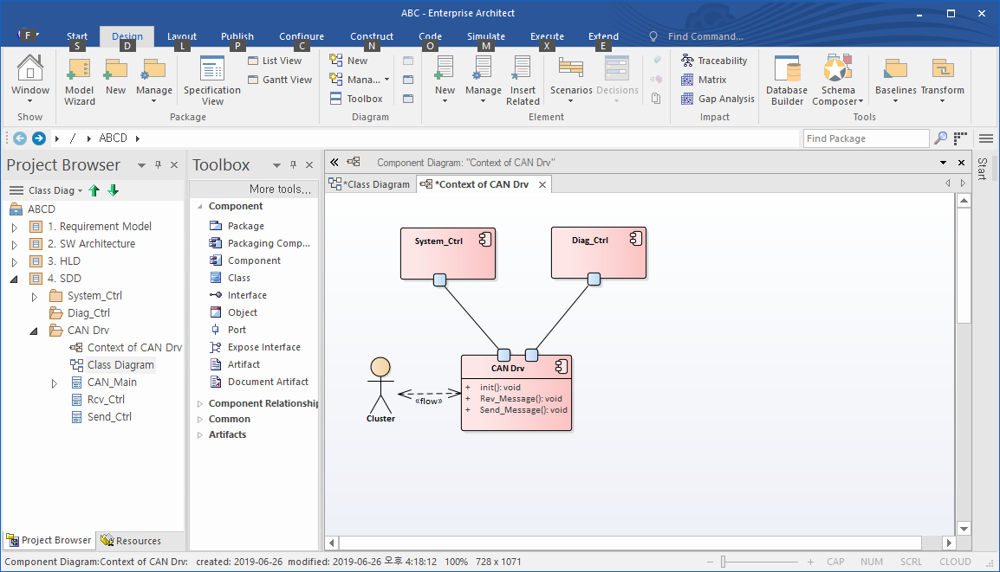 ABC - Enterprise Architect
F
Start Design Layout Publish Configure Construct Code Simulate Execute Extend Find Command...
S D L P C N O M X E
Window
Show
Model Wizard
New
Manage
Specification View
List View
Gantt View
Package
New
Mana...
Toolbox
Diagram
New
Manage
Insert Related
Scenarios
Decisions
Element
Traceability
Matrix
Gap Analysis
Impact
Database Builder
Schema Composer
Baselines
Transform
Tools
/ ABCD
Find Package
Project Browser
Class Diag
ABCD
1. Requirement Model
2. SW Architecture
3. HLD
4. SDD
System_Ctrl
Diag_Ctrl
CAN Drv
Context of CAN Drv
Class Diagram
CAN_Main
Rcv_Ctrl
Send_Ctrl
Project Browser
Resources
Toolbox
More tools...
Component
Package
Packaging Comp...
Component
Class
Interface
Object
Port
Expose Interface
Artifact
Document Artifact
Component Relationship
Common
Artifacts
Component Diagram: "Context of CAN Drv"
*Class Diagram
*Context of CAN Drv
System_Ctrl
Diag_Ctrl
CAN Drv
+ init(): void
+ Rev_Message(): void
+ Send_Message(): void
«flow»
Cluster
Start
Component Diagram:Context of CAN Drv: created: 2019-06-26 modified: 2019-06-26 오후 4:18:12 100% 728 x 1071
CAP NUM SCRL CLOUD